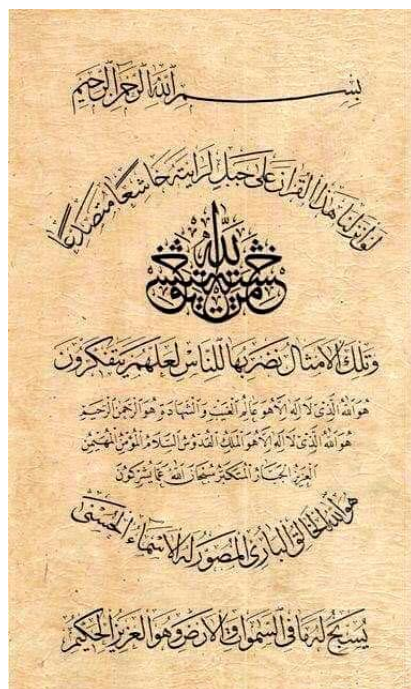 بسم الله الرحمن الرحيم
لو انزلنا هذا القرآن على جبل لرايته خاشعا متصدعا
من خشية الله
وتلك الامثال نضربها للناس لعلهم يتفكرون
هو الله الذي لا اله الا هو عالم الغيب والشهادة هو الرحمن الرحيم
هو الله الذي لا اله الا هو الملك القدوس السلام المؤمن المهيمن
العزيز الجبار المتكبر سبحان الله عما يشركون
هو الله الخالق البارئ المصور له الاسماء الحسنى
يسبح له ما في السموات والارض وهو العزيز الحكيم